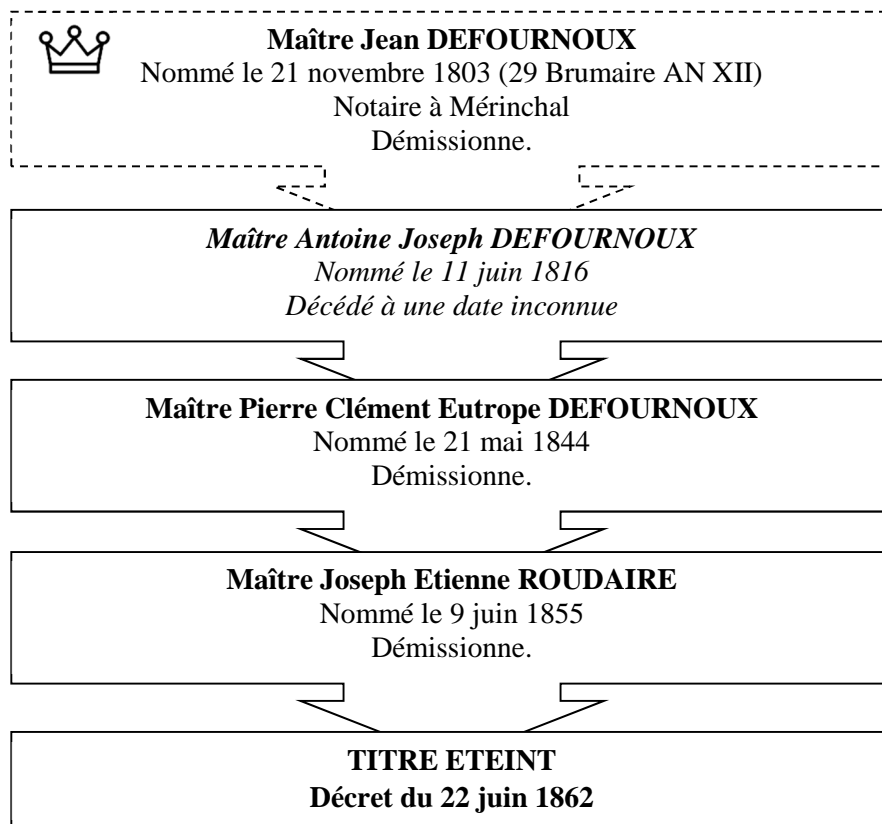 Maître Jean DEFOURNOUX
Nommé le 21 novembre 1803 (29 Brumaire AN XII)
Notaire à Mérinchal
Démissionne.
Maître Antoine Joseph DEFOURNOUX
Nommé le 11 juin 1816
Décédé à une date inconnue
Maître Pierre Clément Eutrope DEFOURNOUX
Nommé le 21 mai 1844
Démissionne.
Maître Joseph Etienne ROUDAIRE
Nommé le 9 juin 1855
Démissionne.
TITRE ETEINT
Décret du 22 juin 1862